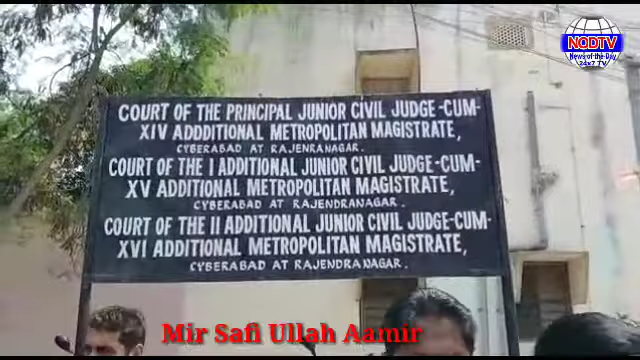 NODTV
News of the Day
24x7 TV
COURT OF THE PRINCIPAL JUNIOR CIVIL JUDGE-CUM-
XIV ADDDITIONAL METROPOLITAN MAGISTRATE,
CYBERABAD AT RAJENRANAGAR.
COURT OF THE I ADDITIONAL JUNIOR CIVIL JUDGE-CUM-
XV ADDITIONAL METROPOLITAN MAGISTRATE,
CYBERABAD AT RAJENDRANAGAR.
COURT OF THE II ADDITIONAL JUNIOR CIVIL JUDGE-CUM-
XVI ADDITIONAL METROPOLITAN MAGISTRATE,
CYBERABAD AT RAJENDRANAGAR.
Mir Safi Ullah Aamir